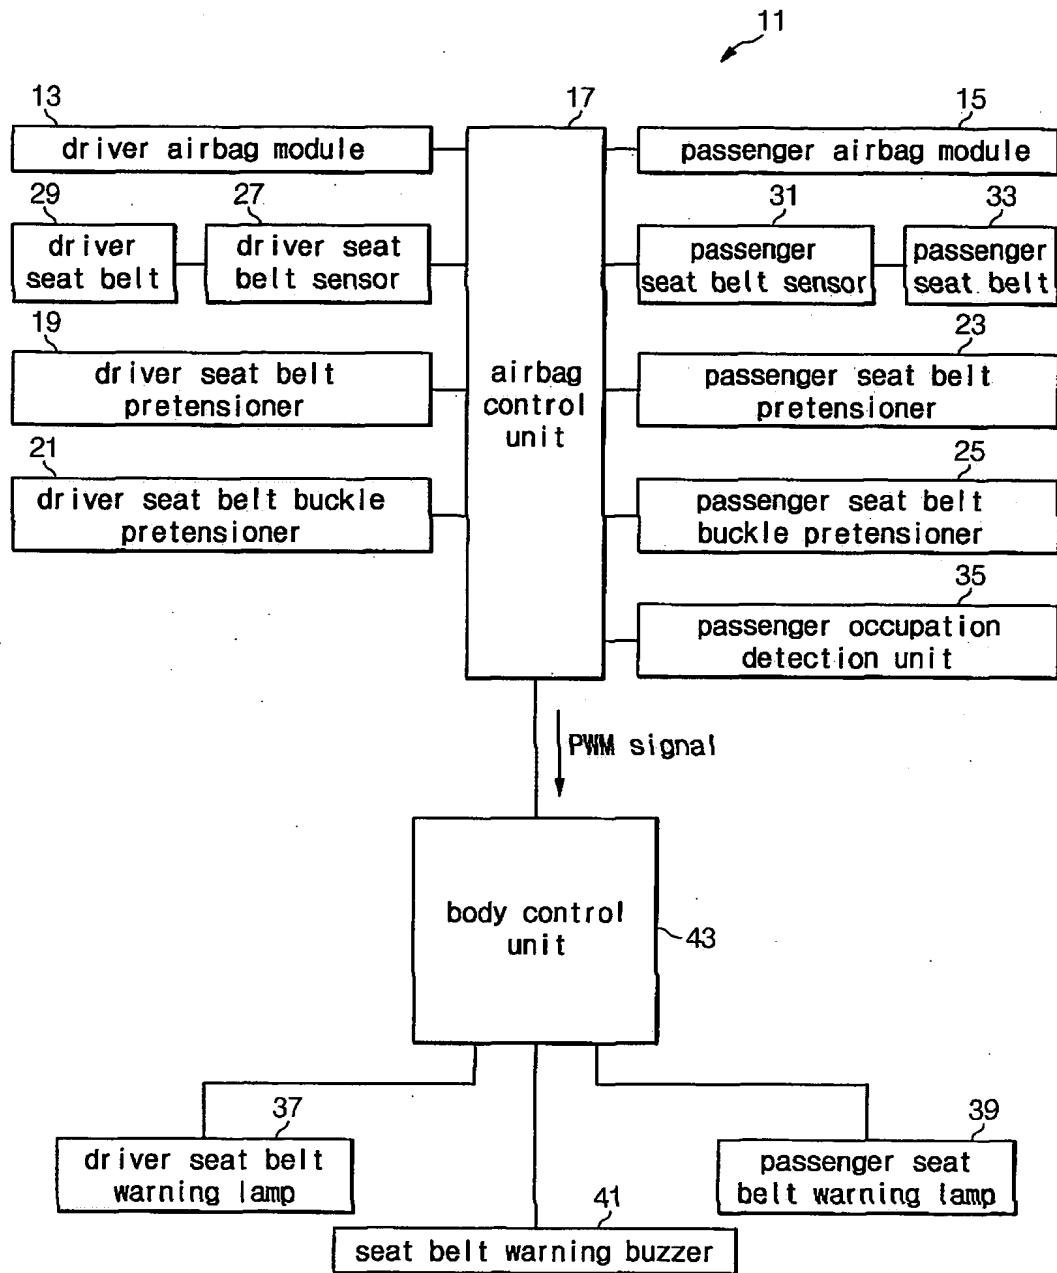 11
13
17
15
driver airbag module
passenger airbag module
29
27
31
33
driver
seat belt
driver seat
belt sensor
passenger
seat belt sensor
passenger
seat belt
19
23
driver seat belt
pretensioner
airbag
control
unit
passenger seat belt
pretensioner
21
25
driver seat belt buckle
pretensioner
passenger seat belt
buckle pretensioner
35
passenger occupation
detection unit
PWM signal
body control
unit
43
37
39
driver seat belt
warning lamp
passenger seat
belt warning lamp
41
seat belt warning buzzer